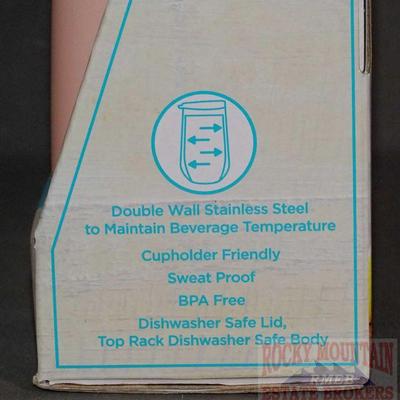 Double Wall Stainless Steel
to Maintain Beverage Temperature
Cupholder Friendly
Sweat Proof
BPA Free
Dishwasher Safe Lid,
Top Rack Dishwasher Safe Body
ROCKY MOUNTAIN
RMEB
ESTATE BROKERS